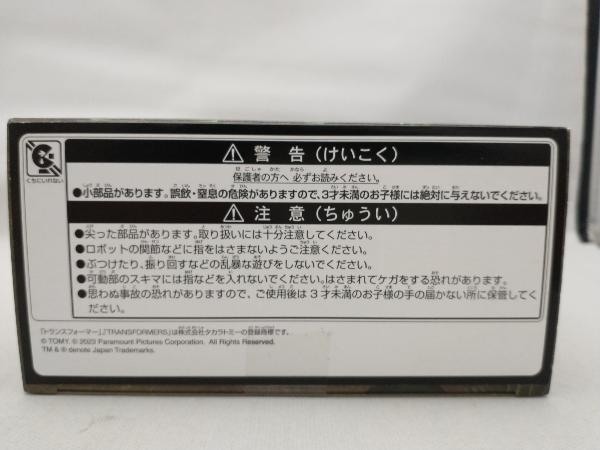 くちにいれない
⚠ 警告（けいこく）
保護者の方へ 必ずお読みください。
●小部品があります。誤飲・窒息の危険がありますので、3才未満のお子様には絶対に与えないでください。
⚠ 注意（ちゅうい）
●尖った部品があります。取り扱いには十分注意してください。
●ロボットの関節などに指をはさまないようご注意ください。
●ぶつけたり、振り回すなどの乱暴な遊びをしないでください。
●可動部のスキマには指などを入れないでください。はさまれてケガをする恐れがあります。
●思わぬ事故の恐れがありますので、ご使用後は3才未満のお子様の手の届かない所に保管してください。
「トランスフォーマー」、「TRANSFORMERS」は株式会社タカラトミーの登録商標です。
© TOMY. © 2023 Paramount Pictures Corporation. All Rights Reserved.
TM & ® denote Japan Trademarks.